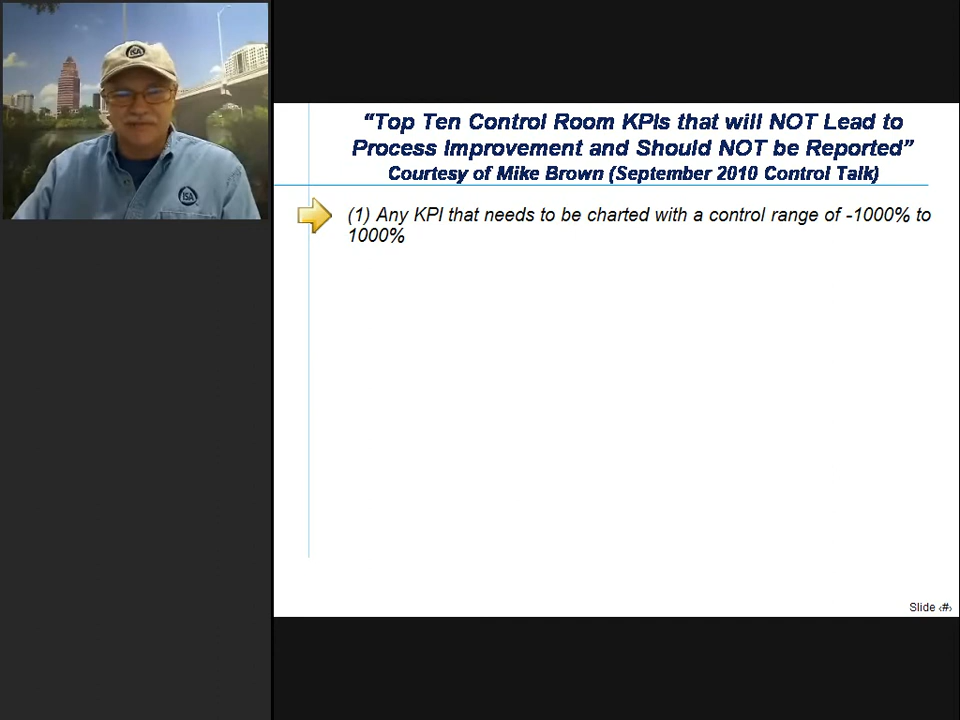 ISA
ISA
“Top Ten Control Room KPIs that will NOT Lead to
Process Improvement and Should NOT be Reported”
Courtesy of Mike Brown (September 2010 Control Talk)
(1) Any KPI that needs to be charted with a control range of -1000% to
1000%
Slide ‹#›